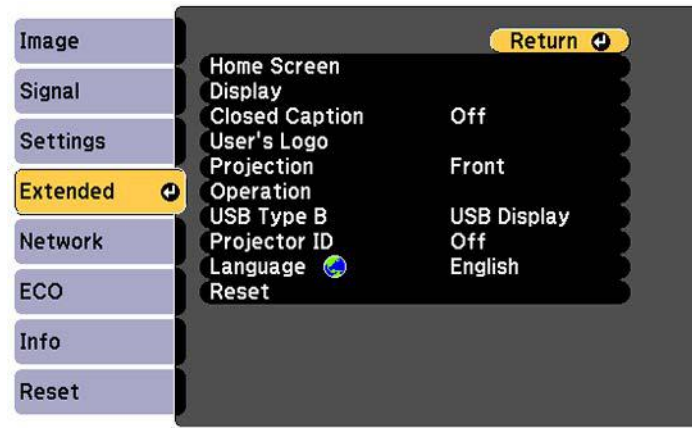 Image
Signal
Settings
Extended
Network
ECO
Info
Reset
Return
Home Screen
Display
Closed Caption Off
User's Logo
Projection Front
Operation
USB Type B USB Display
Projector ID Off
Language English
Reset